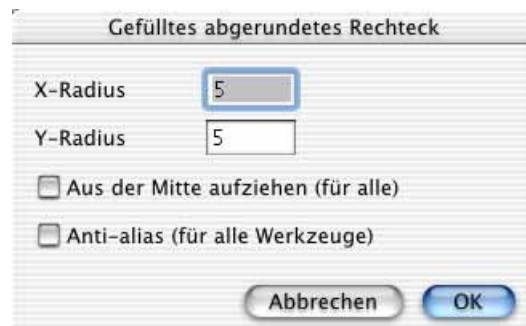 Gefülltes abgerundetes Rechteck
X-Radius 5
Y-Radius 5
Aus der Mitte aufziehen (für alle)
Anti-alias (für alle Werkzeuge)
Abbrechen OK